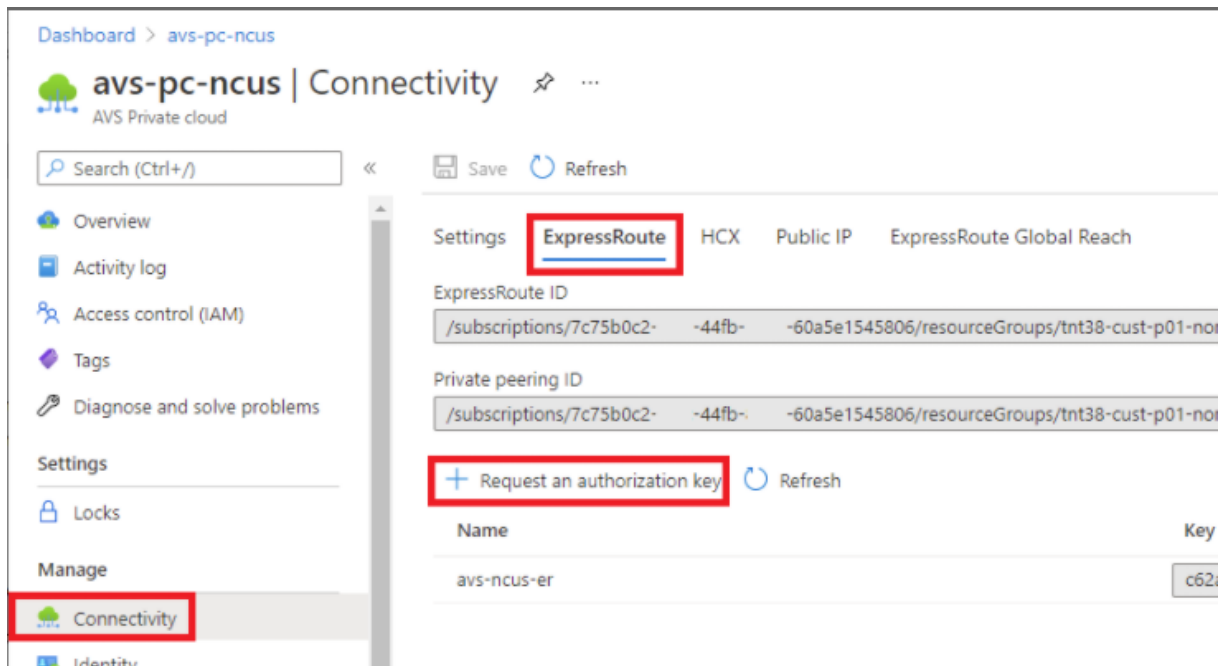 Dashboard > avs-pc-ncus
avs-pc-ncus | Connectivity ...
AVS Private cloud
Search (Ctrl+/) «
Overview
Activity log
Access control (IAM)
Tags
Diagnose and solve problems
Settings
Locks
Manage
Connectivity
Identity
Save Refresh
Settings ExpressRoute HCX Public IP ExpressRoute Global Reach
ExpressRoute ID
/subscriptions/7c75b0c2- -44fb- -60a5e1545806/resourceGroups/tnt38-cust-p01-nor
Private peering ID
/subscriptions/7c75b0c2- -44fb- -60a5e1545806/resourceGroups/tnt38-cust-p01-nor
+ Request an authorization key Refresh
Name Key
avs-ncus-er c62a